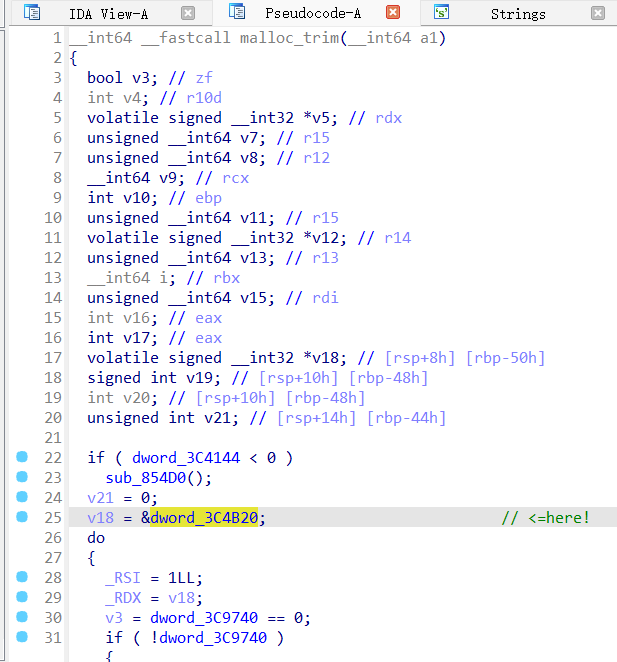 IDA View-A Pseudocode-A Strings
1 __int64 __fastcall malloc_trim(__int64 a1)
2 {
3 bool v3; // zf
4 int v4; // r10d
5 volatile signed __int32 *v5; // rdx
6 unsigned __int64 v7; // r15
7 unsigned __int64 v8; // r12
8 __int64 v9; // rcx
9 int v10; // ebp
10 unsigned __int64 v11; // r15
11 volatile signed __int32 *v12; // r14
12 unsigned __int64 v13; // r13
13 __int64 i; // rbx
14 unsigned __int64 v15; // rdi
15 int v16; // eax
16 int v17; // eax
17 volatile signed __int32 *v18; // [rsp+8h] [rbp-50h]
18 signed int v19; // [rsp+10h] [rbp-48h]
19 int v20; // [rsp+10h] [rbp-48h]
20 unsigned int v21; // [rsp+14h] [rbp-44h]
21
22 if ( dword_3C4144 < 0 )
23 sub_854D0();
24 v21 = 0;
25 v18 = &dword_3C4B20; // <=here!
26 do
27 {
28 _RSI = 1LL;
29 _RDX = v18;
30 v3 = dword_3C9740 == 0;
31 if ( !dword_3C9740 )
{